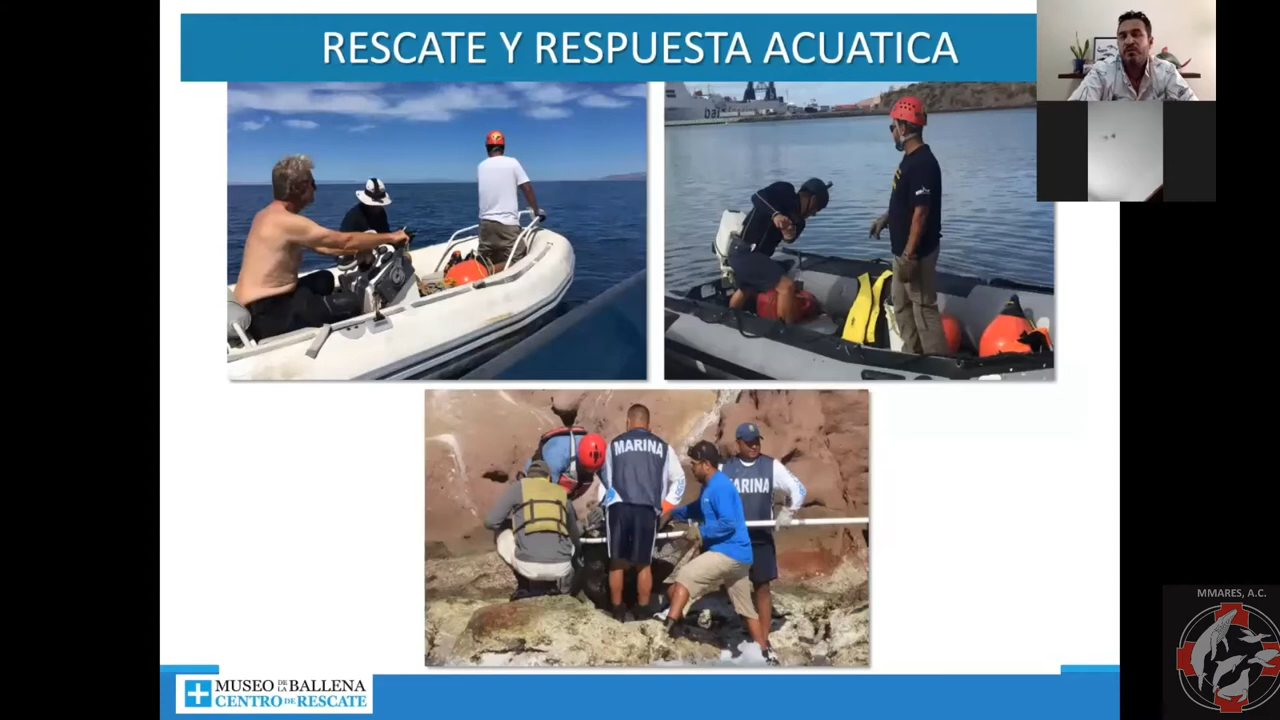 RESCATE Y RESPUESTA ACUATICA
MARINA
MARINA
MUSEO DE LA BALLENA
CENTRO DE RESCATE
MMARES, A.C.